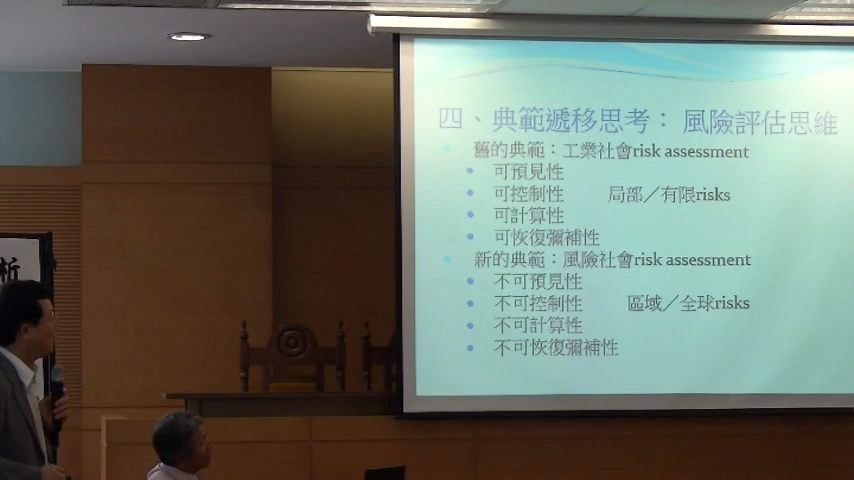 四、典範遞移思考：風險評估思維
舊的典範：工業社會risk assessment
可預見性
可控制性 局部／有限risks
可計算性
可恢復彌補性
新的典範：風險社會risk assessment
不可預見性
不可控制性 區域／全球risks
不可計算性
不可恢復彌補性
析